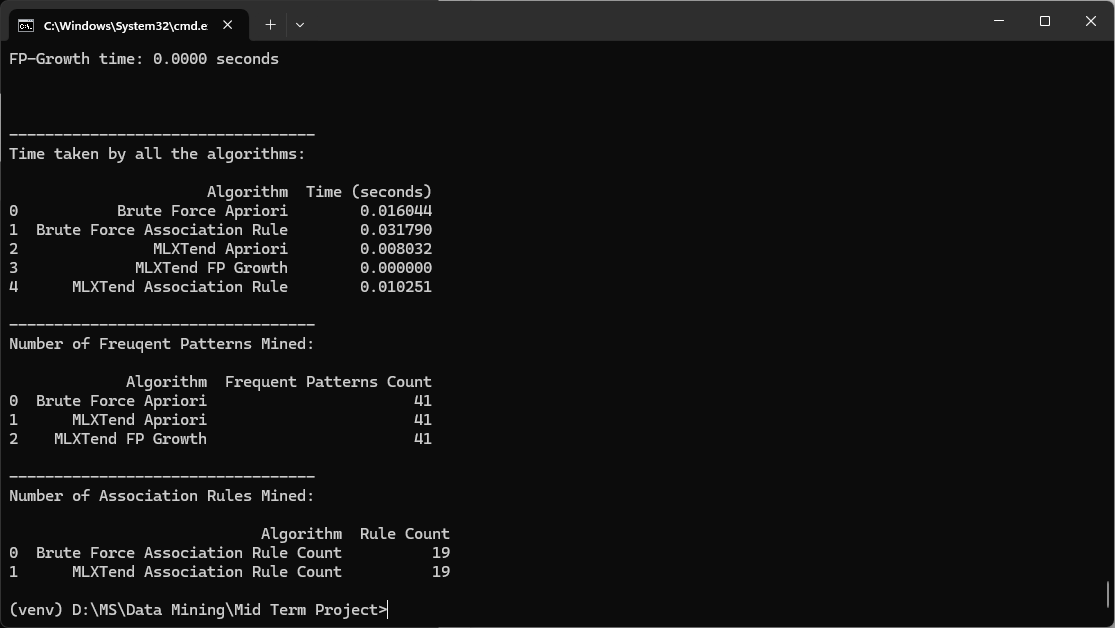 C:\Windows\System32\cmd.e
FP-Growth time: 0.0000 seconds
----------------------------------
Time taken by all the algorithms:
Algorithm  Time (seconds)
0           Brute Force Apriori        0.016044
1  Brute Force Association Rule        0.031790
2               MLXTend Apriori        0.008032
3             MLXTend FP Growth        0.000000
4      MLXTend Association Rule        0.010251
----------------------------------
Number of Freuqent Patterns Mined:
Algorithm  Frequent Patterns Count
0  Brute Force Apriori                       41
1      MLXTend Apriori                       41
2    MLXTend FP Growth                       41
----------------------------------
Number of Association Rules Mined:
Algorithm  Rule Count
0  Brute Force Association Rule Count          19
1      MLXTend Association Rule Count          19
(venv) D:\MS\Data Mining\Mid Term Project>